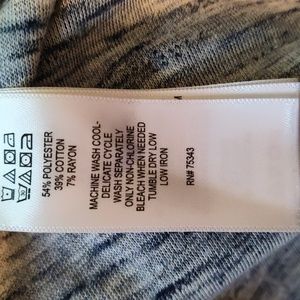 54% POLYESTER
39% COTTON
7% RAYON
MACHINE WASH COOL-
DELICATE CYCLE
WASH SEPARATELY
ONLY NON-CHLORINE
BLEACH WHEN NEEDED
TUMBLE DRY LOW
LOW IRON
RN# 75343